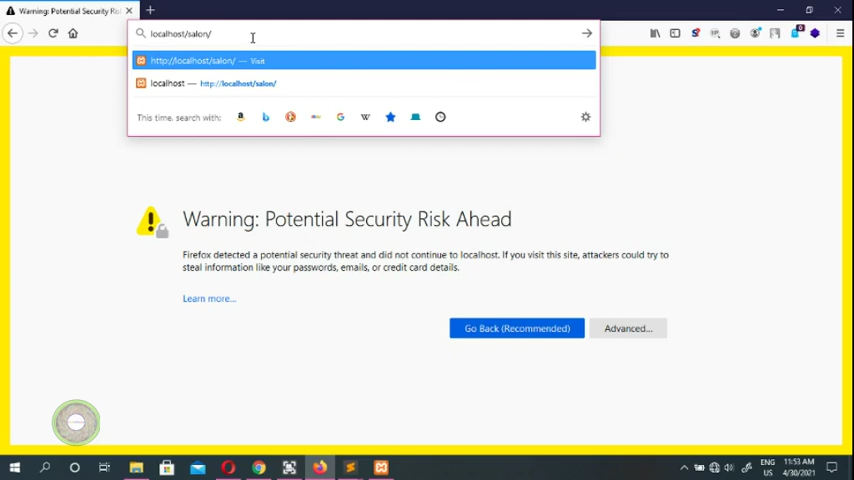 Warning: Potential Security Ris
localhost/salon/
http://localhost/salon/ — Visit
localhost — http://localhost/salon/
This time, search with:
Warning: Potential Security Risk Ahead
Firefox detected a potential security threat and did not continue to localhost. If you visit this site, attackers could try to
steal information like your passwords, emails, or credit card details.
Learn more...
Go Back (Recommended)
Advanced...
ENG
US
11:53 AM
4/30/2021